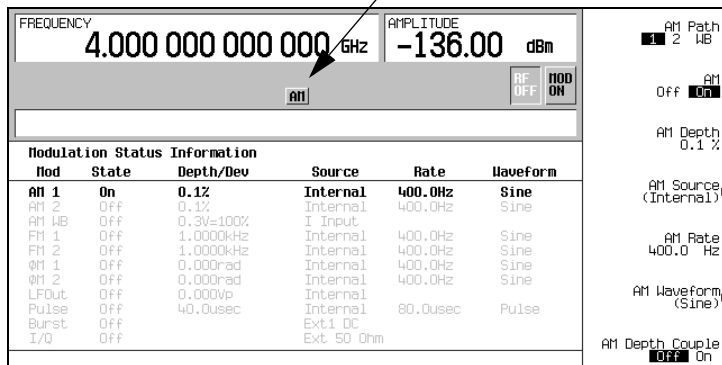 FREQUENCY
4.000 000 000 000 GHz
AMPLITUDE
-136.00 dBm
AM
RF OFF
MOD ON
Modulation Status Information
Mod State Depth/Dev Source Rate Waveform
AM 1 On 0.1% Internal 400.0Hz Sine
AM 2 Off 0.1% Internal 400.0Hz Sine
AM WB Off 0.3V=100% I Input
FM 1 Off 1.0000kHz Internal 400.0Hz Sine
FM 2 Off 1.0000kHz Internal 400.0Hz Sine
ΦM 1 Off 0.000rad Internal 400.0Hz Sine
ΦM 2 Off 0.000rad Internal 400.0Hz Sine
LFOut Off 0.000Vp Internal
Pulse Off 40.0usec Internal 80.0usec Pulse
Burst Off Ext1 DC
I/Q Off Ext 50 Ohm
AM Path
1 2 WB
AM
Off On
AM Depth
0.1 %
AM Source
(Internal)
AM Rate
400.0 Hz
AM Waveform
(Sine)
AM Depth Couple
Off On